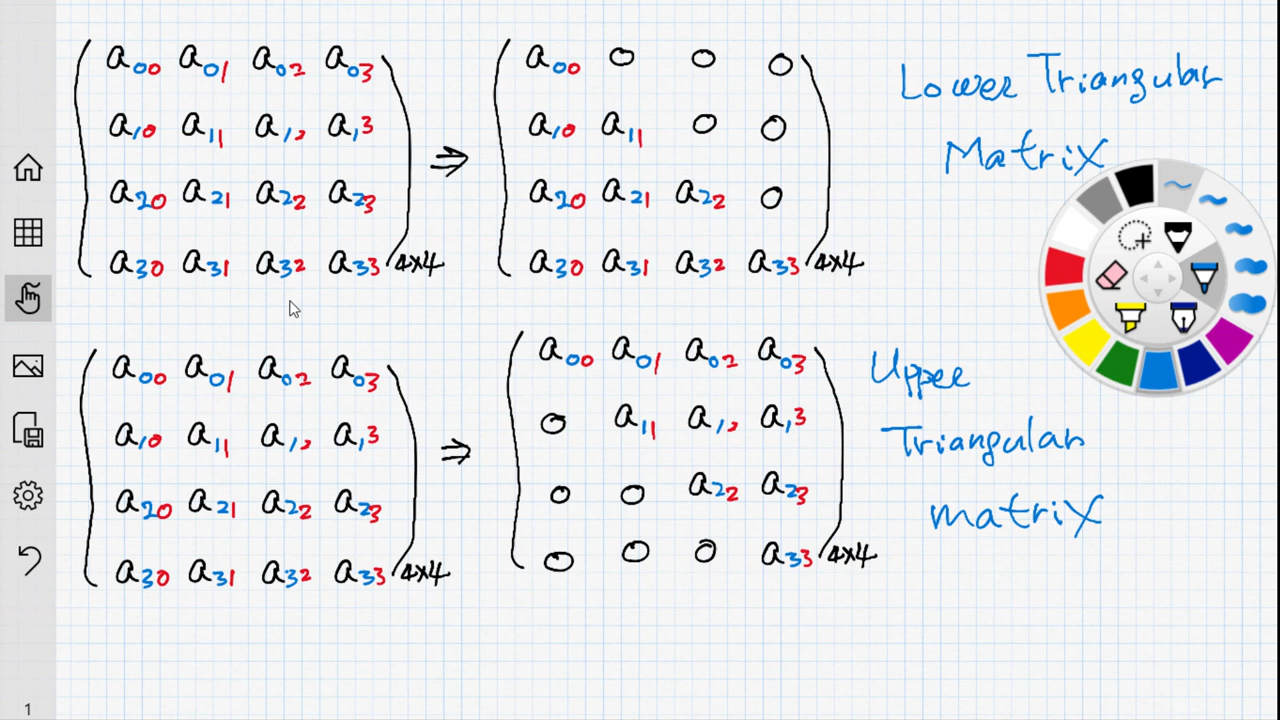 a00 a01 a02 a03 a00 0 0 0 Lower Triangular
a10 a11 a12 a13 ⇒ a10 a11 0 0 Matrix
a20 a21 a22 a23 a20 a21 a22 0
a30 a31 a32 a33 4x4 a30 a31 a32 a33 4x4
a00 a01 a02 a03 a00 a01 a02 a03 Upper
a10 a11 a12 a13 ⇒ 0 a11 a12 a13 Triangular
a20 a21 a22 a23 0 0 a22 a23 matrix
a30 a31 a32 a33 4x4 0 0 0 a33 4x4
1